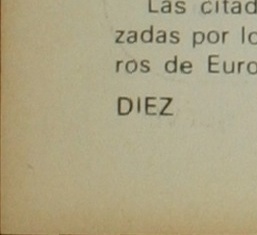 Las citad
zadas por lo
ros de Euro
DIEZ